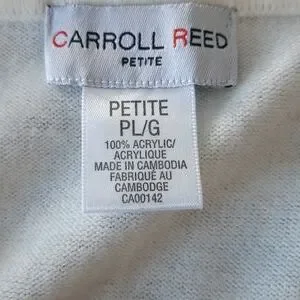 CARROLL REED
PETITE
PETITE
PL/G
100% ACRYLIC/
ACRYLIQUE
MADE IN CAMBODIA
FABRIQUÉ AU
CAMBODGE
CA00142